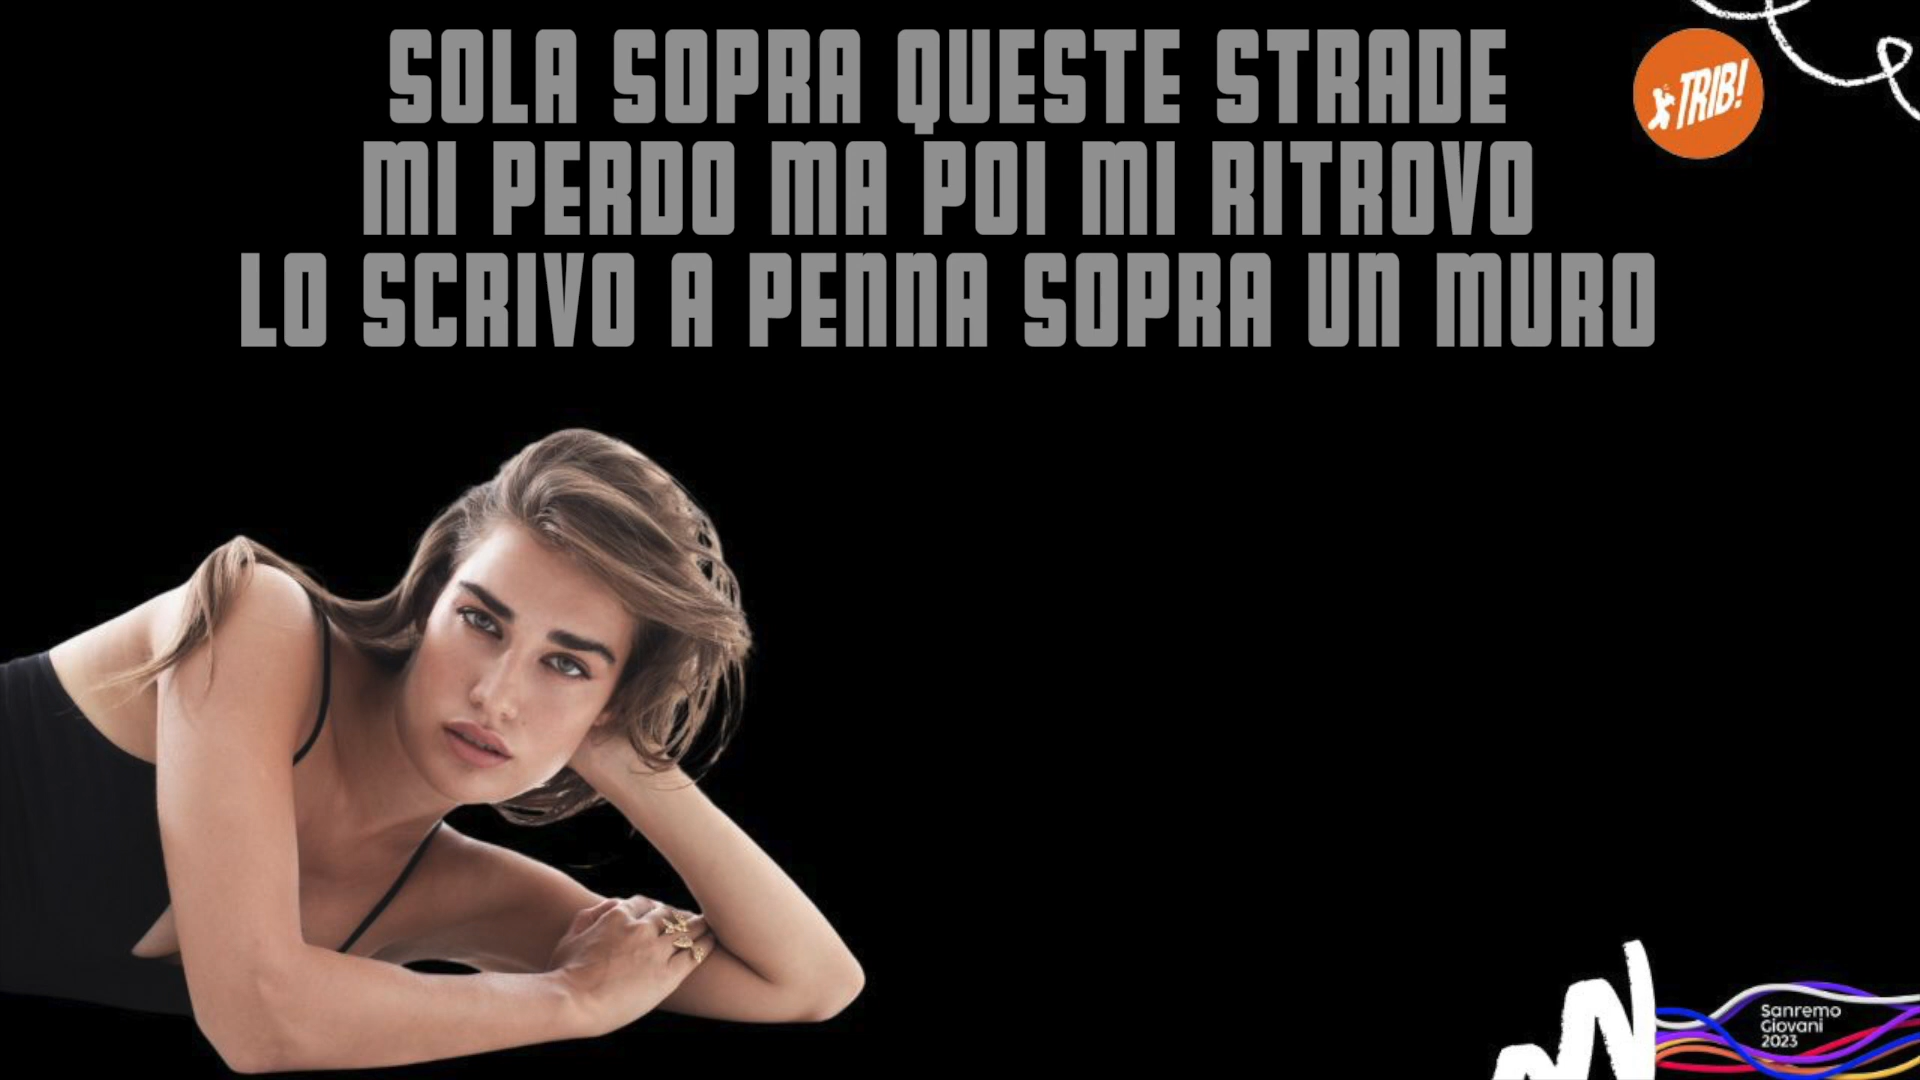 SOLA SOPRA QUESTE STRADE
MI PERDO MA POI MI RITROVO
LO SCRIVO A PENNA SOPRA UN MURO
TRIB!
Sanremo
Giovani
2023